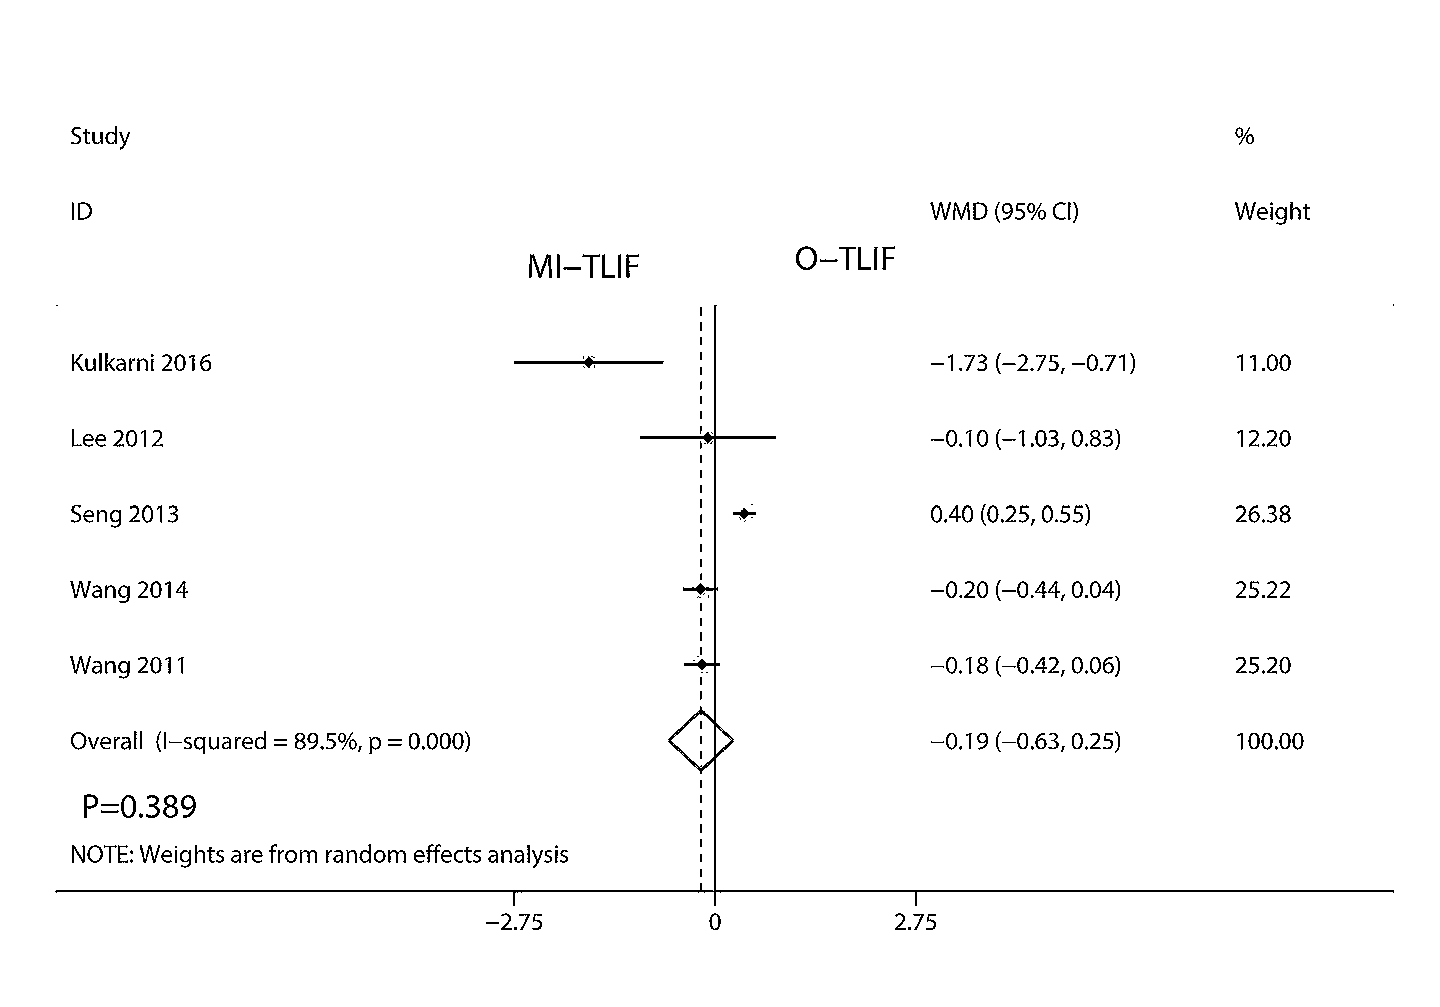 Study %
ID WMD (95% CI) Weight
MI−TLIF O−TLIF
Kulkarni 2016 −1.73 (−2.75, −0.71) 11.00
Lee 2012 −0.10 (−1.03, 0.83) 12.20
Seng 2013 0.40 (0.25, 0.55) 26.38
Wang 2014 −0.20 (−0.44, 0.04) 25.22
Wang 2011 −0.18 (−0.42, 0.06) 25.20
Overall (I−squared = 89.5%, p = 0.000) −0.19 (−0.63, 0.25) 100.00
P=0.389
NOTE: Weights are from random effects analysis
−2.75 0 2.75